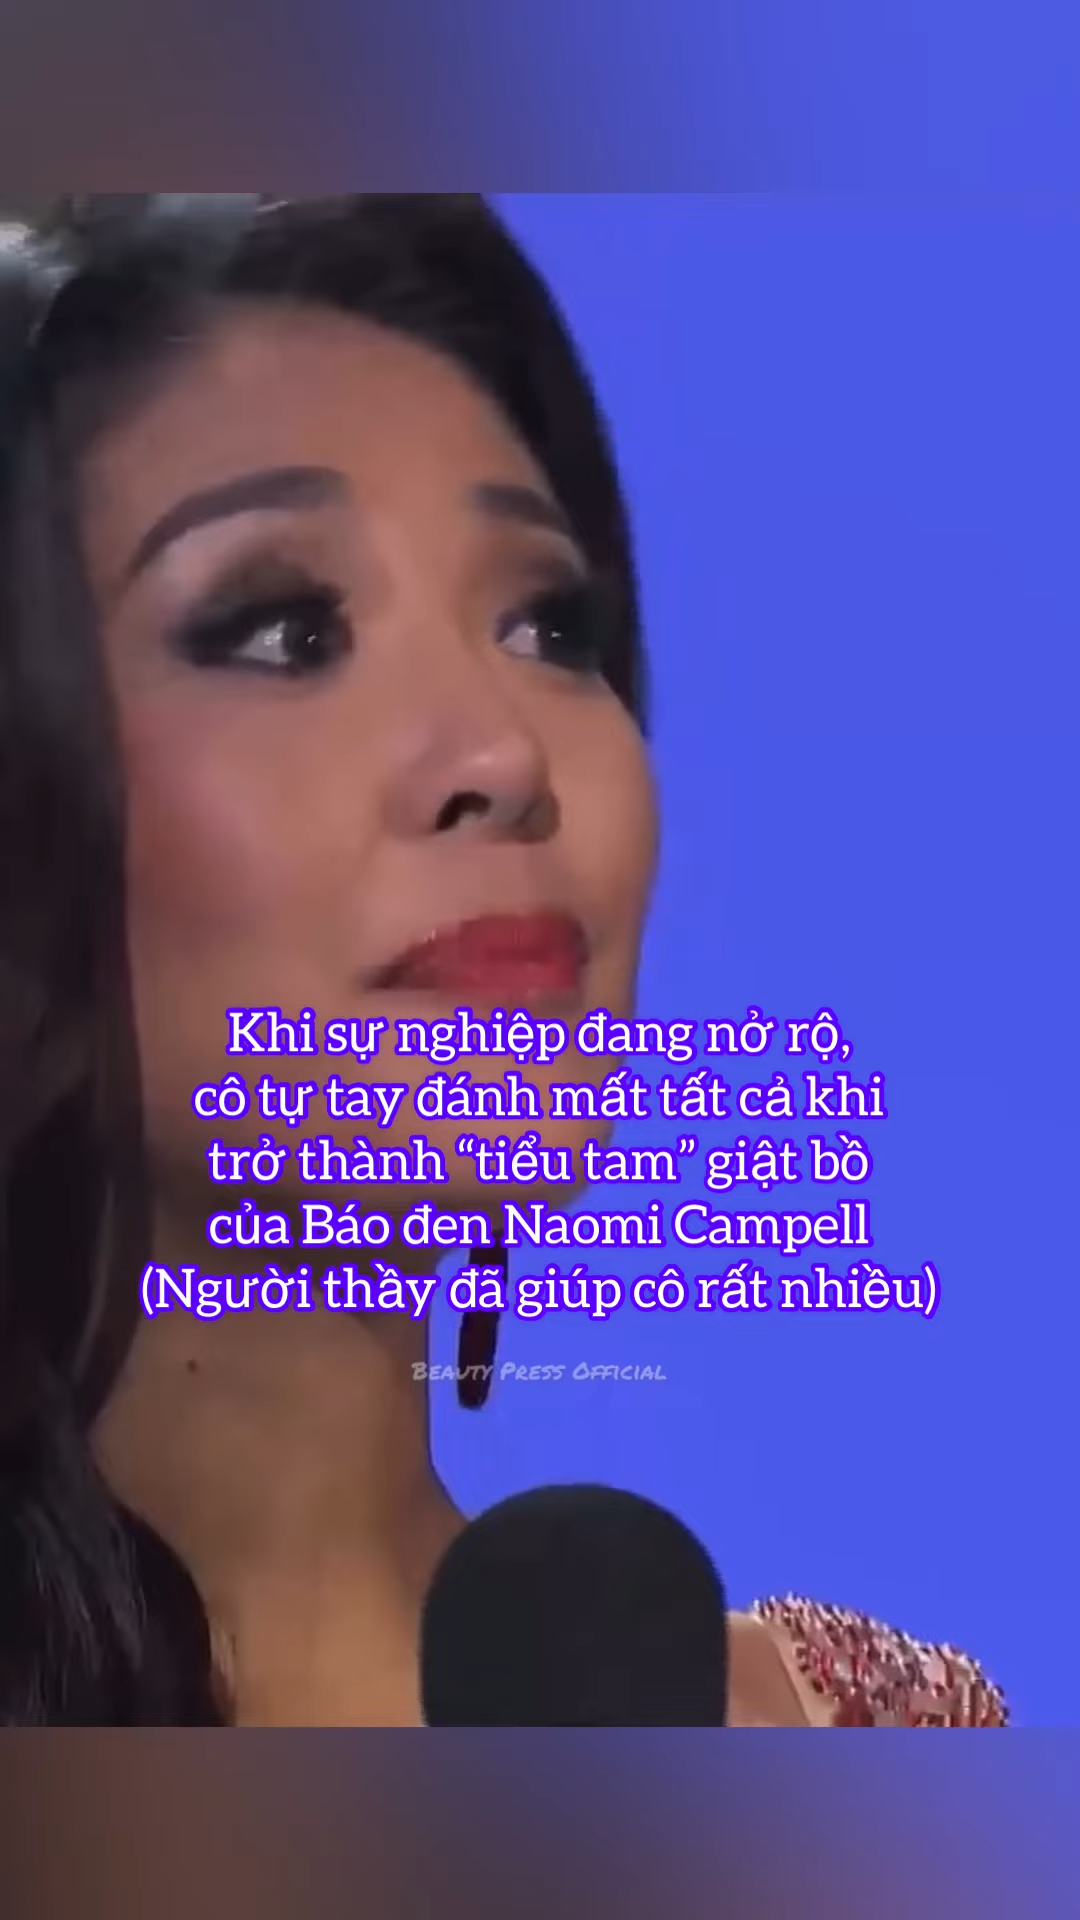 Khi sự nghiệp đang nở rộ,
cô tự tay đánh mất tất cả khi
trở thành “tiểu tam” giật bồ
của Báo đen Naomi Campell
(Người thầy đã giúp cô rất nhiều)
Beauty Press Official